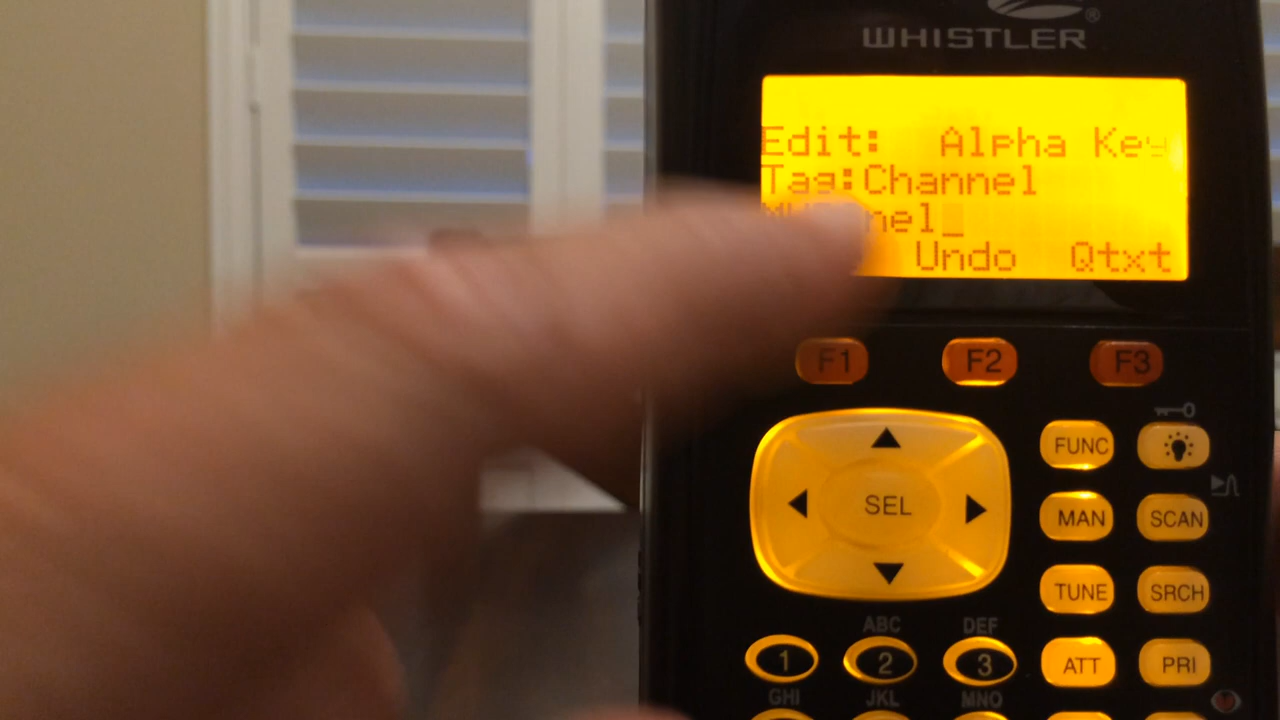 WHISTLER
Edit: Alpha Key
Tag:Channel
nel_
Undo Qtxt
F1 F2 F3
FUNC
SEL
MAN SCAN
TUNE SRCH
ABC DEF
1 2 3 ATT PRI
GHI JKL MNO